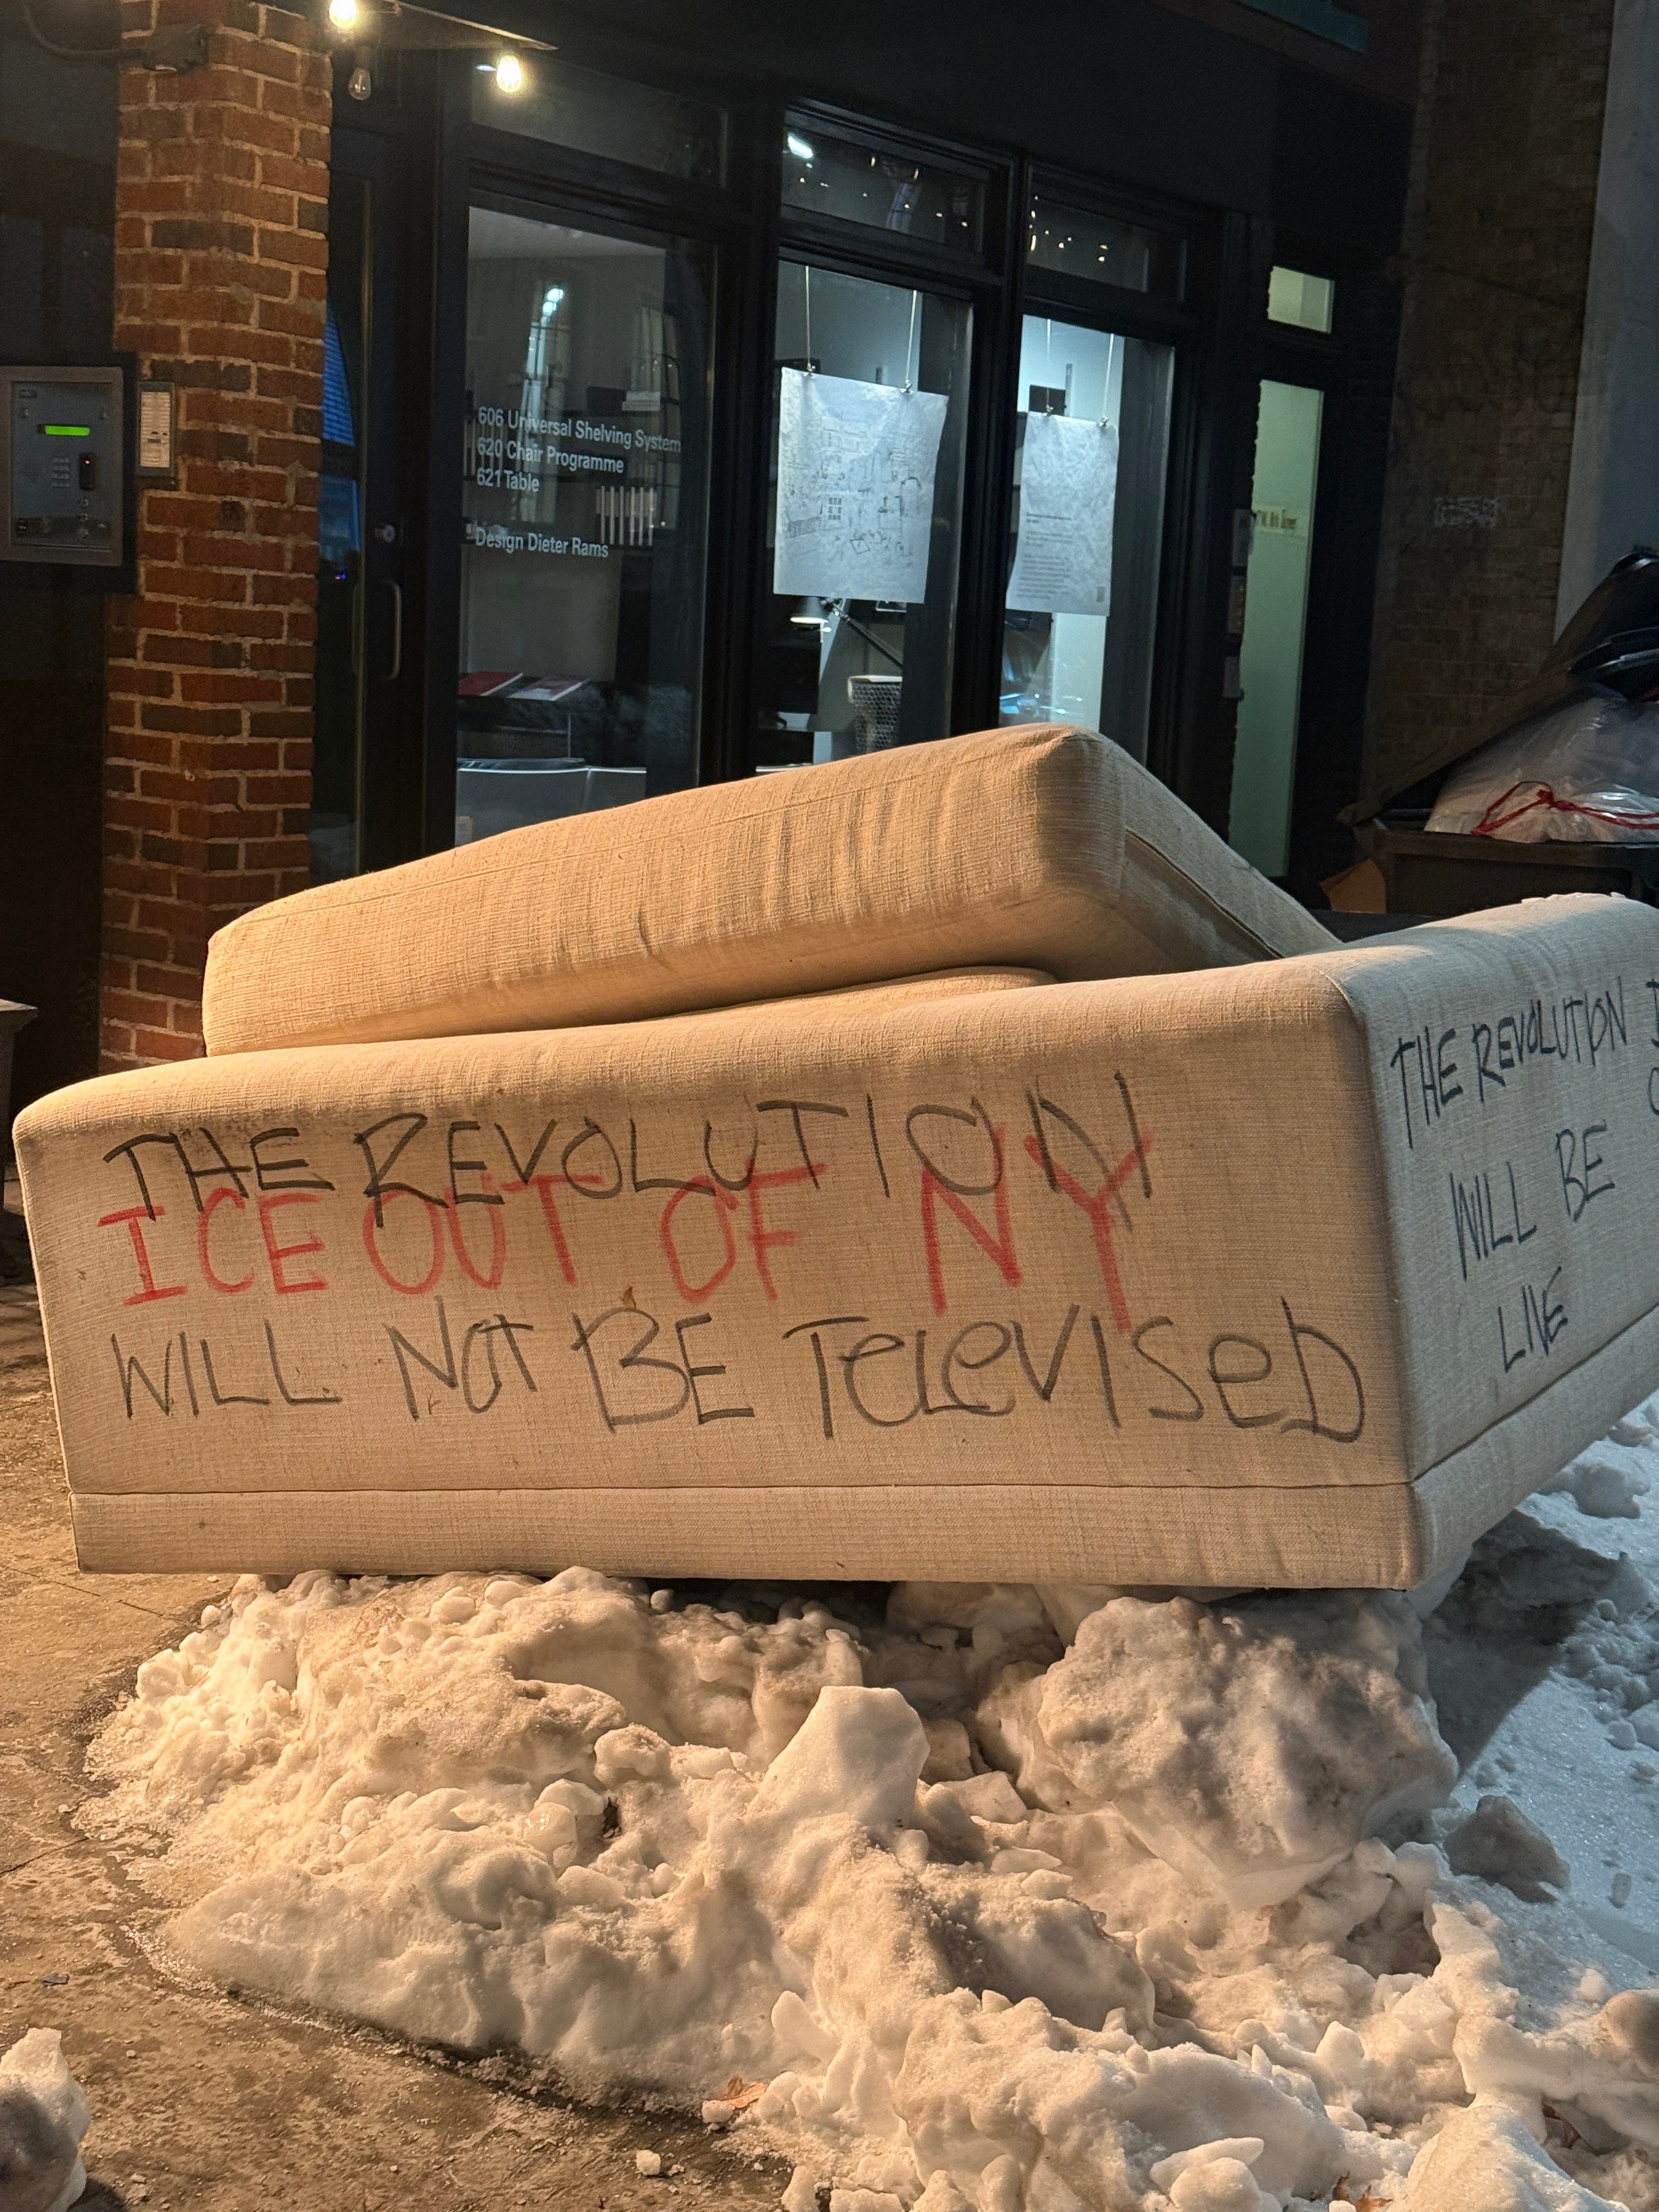 606 Universal Shelving System
620 Chair Programme
621 Table
Design Dieter Rams
THE REVOLUTION
ICE OUT OF NY
WILL NOT BE TeLeVISeD
THE REVOLUTION
WILL BE
LIVE